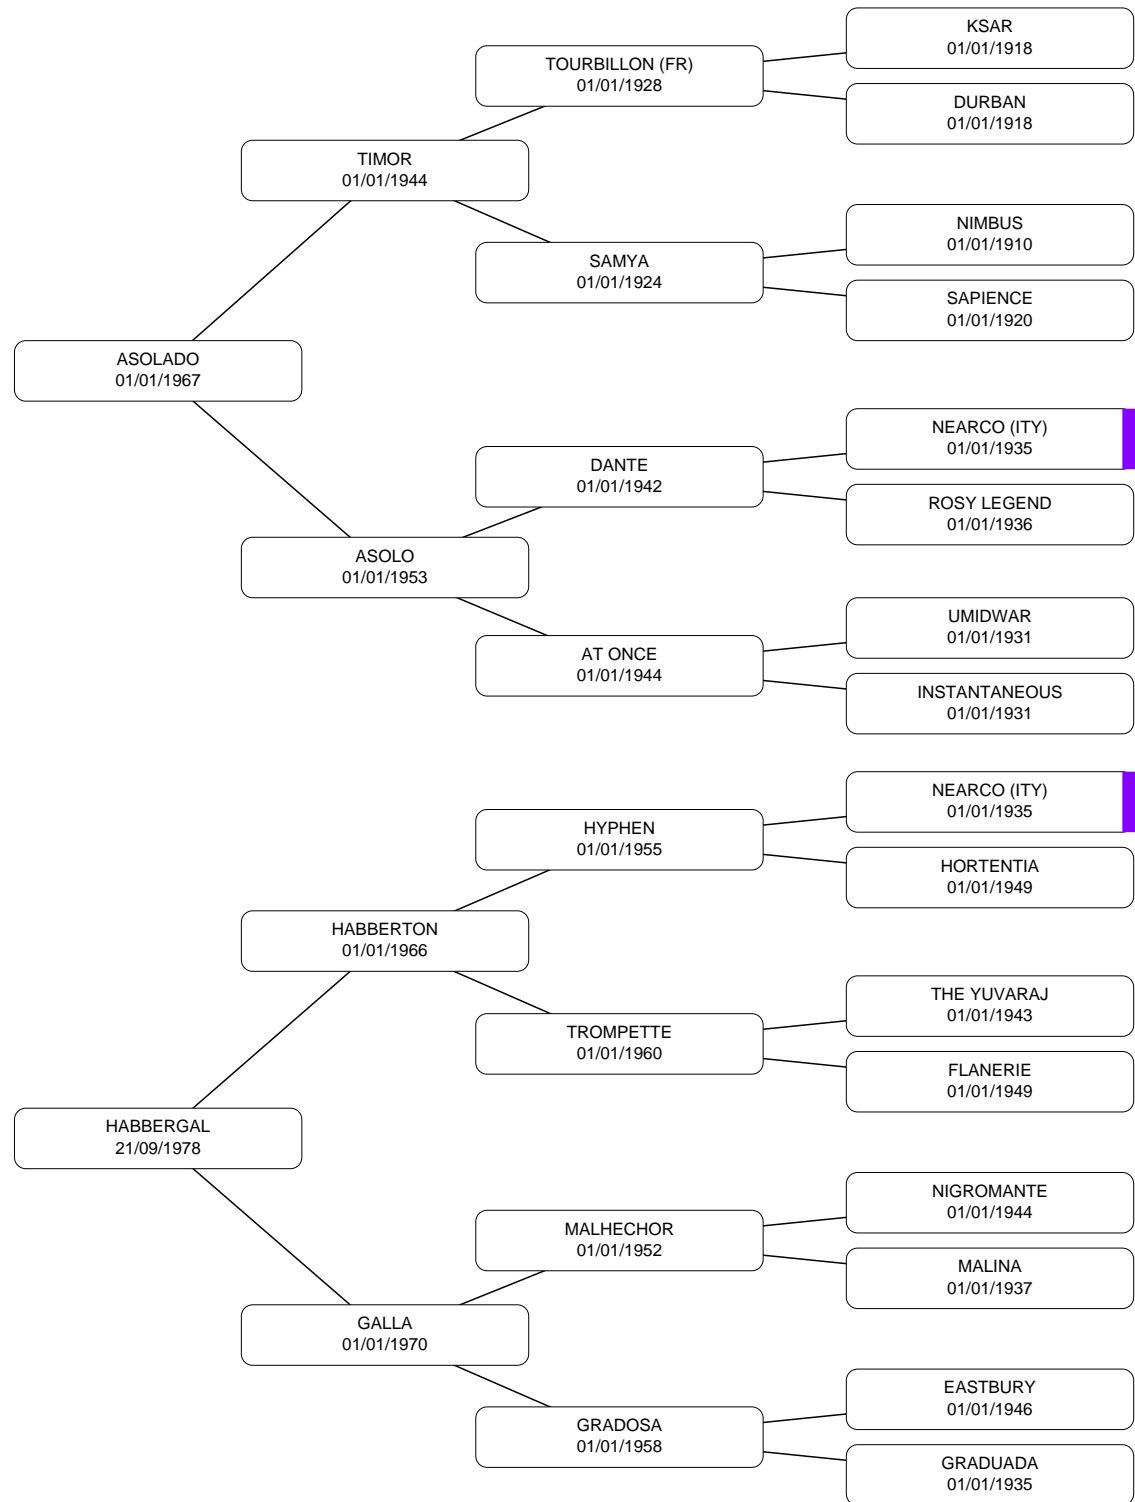 KSAR
01/01/1918
TOURBILLON (FR)
01/01/1928
DURBAN
01/01/1918
TIMOR
01/01/1944
NIMBUS
01/01/1910
SAMYA
01/01/1924
SAPIENCE
01/01/1920
ASOLADO
01/01/1967
NEARCO (ITY)
01/01/1935
DANTE
01/01/1942
ROSY LEGEND
01/01/1936
ASOLO
01/01/1953
UMIDWAR
01/01/1931
AT ONCE
01/01/1944
INSTANTANEOUS
01/01/1931
NEARCO (ITY)
01/01/1935
HYPHEN
01/01/1955
HORTENTIA
01/01/1949
HABBERTON
01/01/1966
THE YUVARAJ
01/01/1943
TROMPETTE
01/01/1960
FLANERIE
01/01/1949
HABBERGAL
21/09/1978
NIGROMANTE
01/01/1944
MALHECHOR
01/01/1952
MALINA
01/01/1937
GALLA
01/01/1970
EASTBURY
01/01/1946
GRADOSA
01/01/1958
GRADUADA
01/01/1935